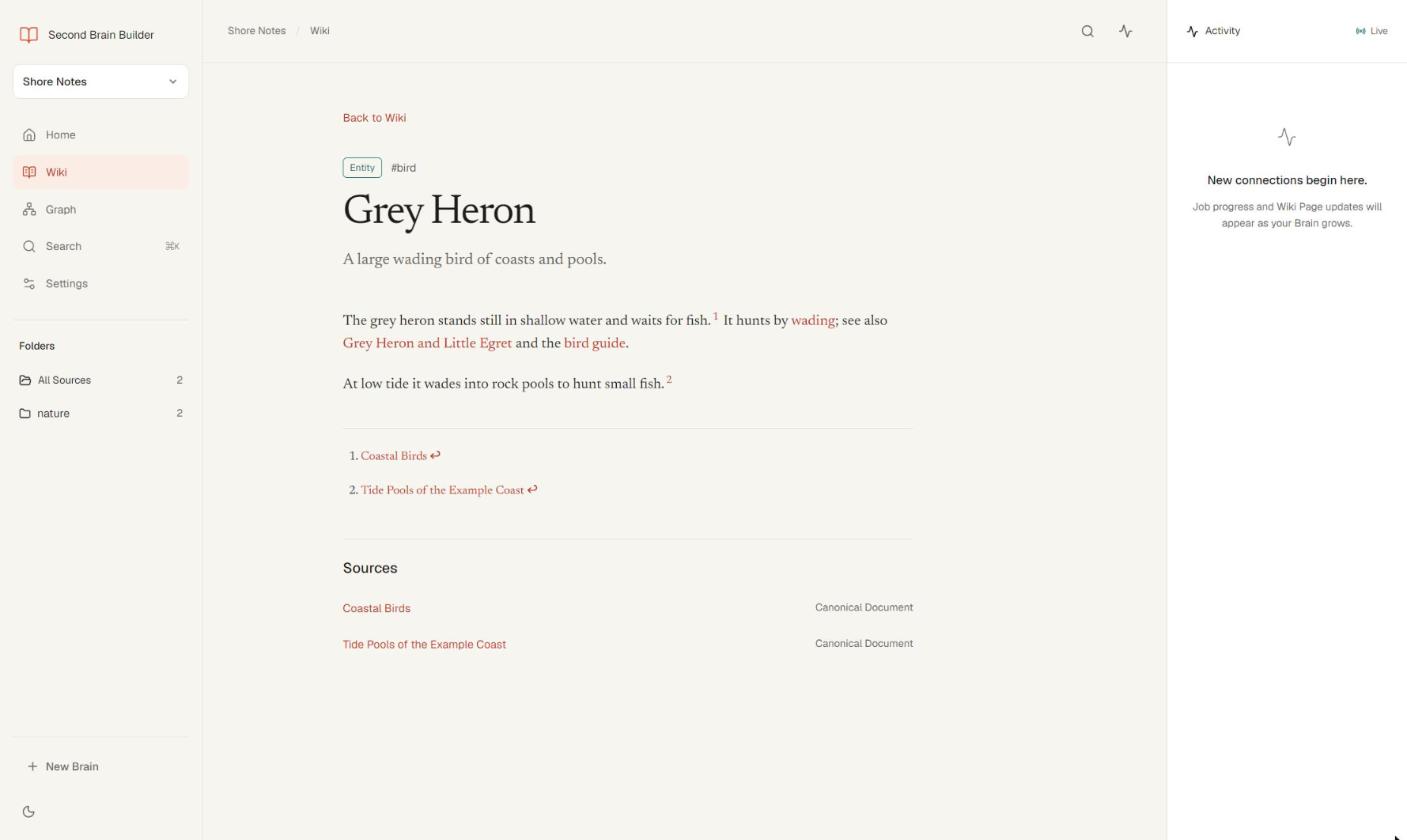 Second Brain Builder
Shore Notes
Home
Wiki
Graph
Search ⌘K
Settings
Folders
All Sources 2
nature 2
New Brain
Shore Notes / Wiki
Back to Wiki
Entity #bird
Grey Heron
A large wading bird of coasts and pools.
The grey heron stands still in shallow water and waits for fish. 1 It hunts by wading; see also
Grey Heron and Little Egret and the bird guide.
At low tide it wades into rock pools to hunt small fish. 2
1. Coastal Birds ↩
2. Tide Pools of the Example Coast ↩
Sources
Coastal Birds Canonical Document
Tide Pools of the Example Coast Canonical Document
Activity Live
New connections begin here.
Job progress and Wiki Page updates will
appear as your Brain grows.